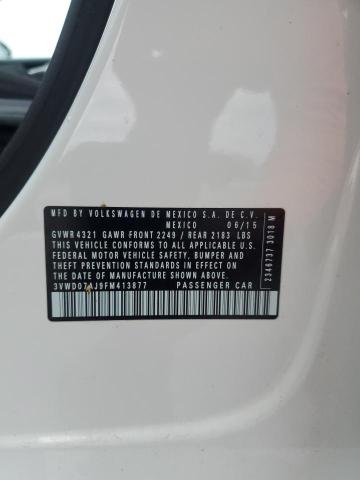 MFD BY VOLKSWAGEN DE MEXICO S.A. DE C.V.
MEXICO 06/15
GVWR 4321 GAWR FRONT 2249 / REAR 2183 LBS
THIS VEHICLE CONFORMS TO ALL APPLICABLE U.S.
FEDERAL MOTOR VEHICLE SAFETY, BUMPER AND
THEFT PREVENTION STANDARDS IN EFFECT ON THE
DATE OF MANUFACTURE SHOWN ABOVE.
3VWD07AJ9FM413877 PASSENGER CAR
2346737 3018 M